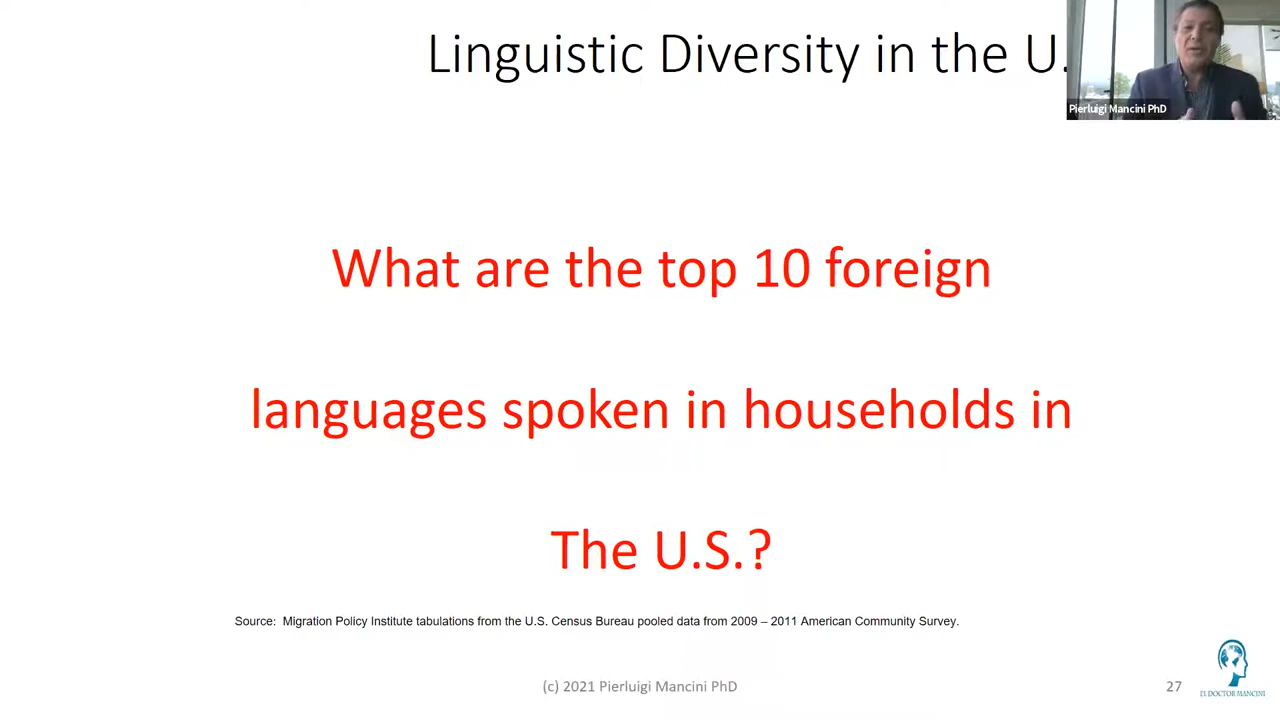 Linguistic Diversity in the U.
Pierluigi Mancini PhD
What are the top 10 foreign
languages spoken in households in
The U.S.?
Source: Migration Policy Institute tabulations from the U.S. Census Bureau pooled data from 2009 – 2011 American Community Survey.
(c) 2021 Pierluigi Mancini PhD
27
EL DOCTOR MANCINI